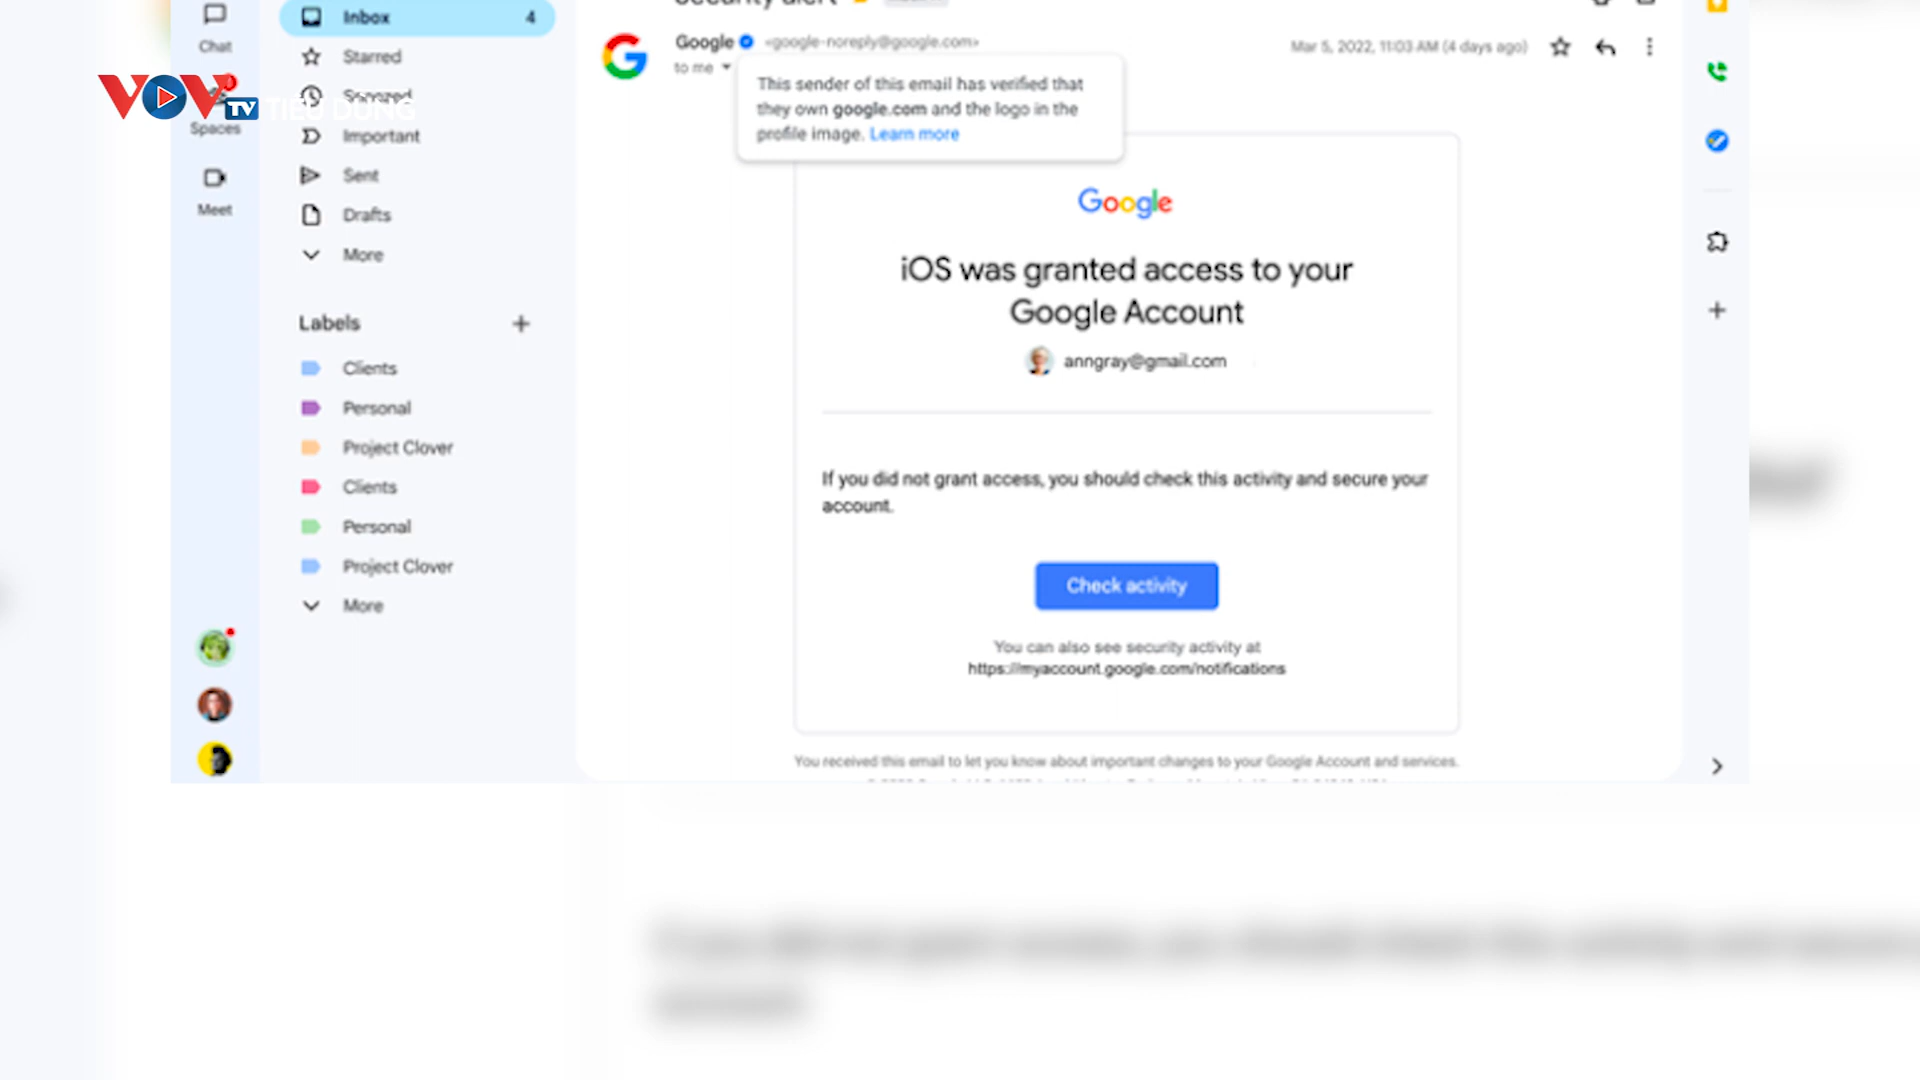 Chat
Spaces
Meet
VOV TV TIÊU DÙNG
Inbox 4
Starred
Snoozed
Important
Sent
Drafts
More
Labels
Clients
Personal
Project Clover
Clients
Personal
Project Clover
More
Security alert
Google <google-noreply@google.com>
to me
Mar 5, 2022, 11:03 AM (4 days ago)
This sender of this email has verified that
they own google.com and the logo in the
profile image. Learn more
Google
iOS was granted access to your
Google Account
anngray@gmail.com
If you did not grant access, you should check this activity and secure your
account.
Check activity
You can also see security activity at
https://myaccount.google.com/notifications
You received this email to let you know about important changes to your Google Account and services.